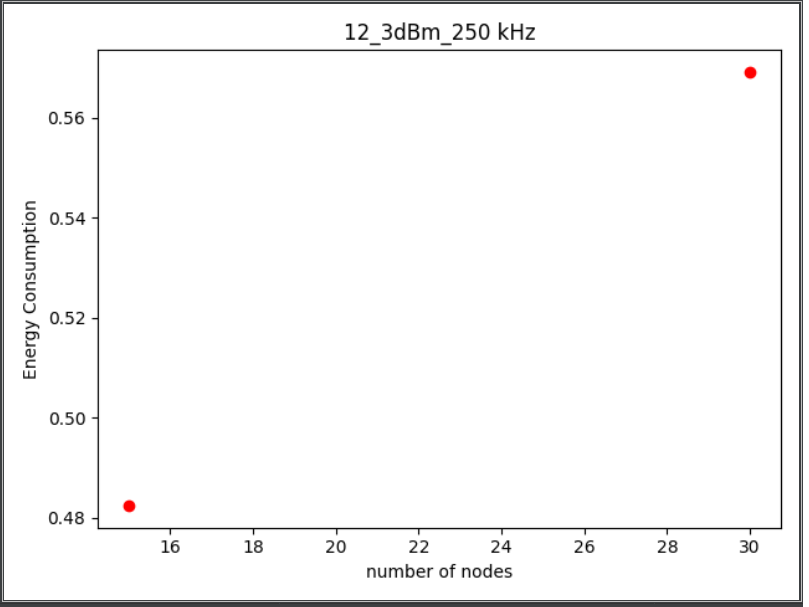 12_3dBm_250 kHz
0.56
0.54
0.52
0.50
0.48
Energy Consumption
16 18 20 22 24 26 28 30
number of nodes